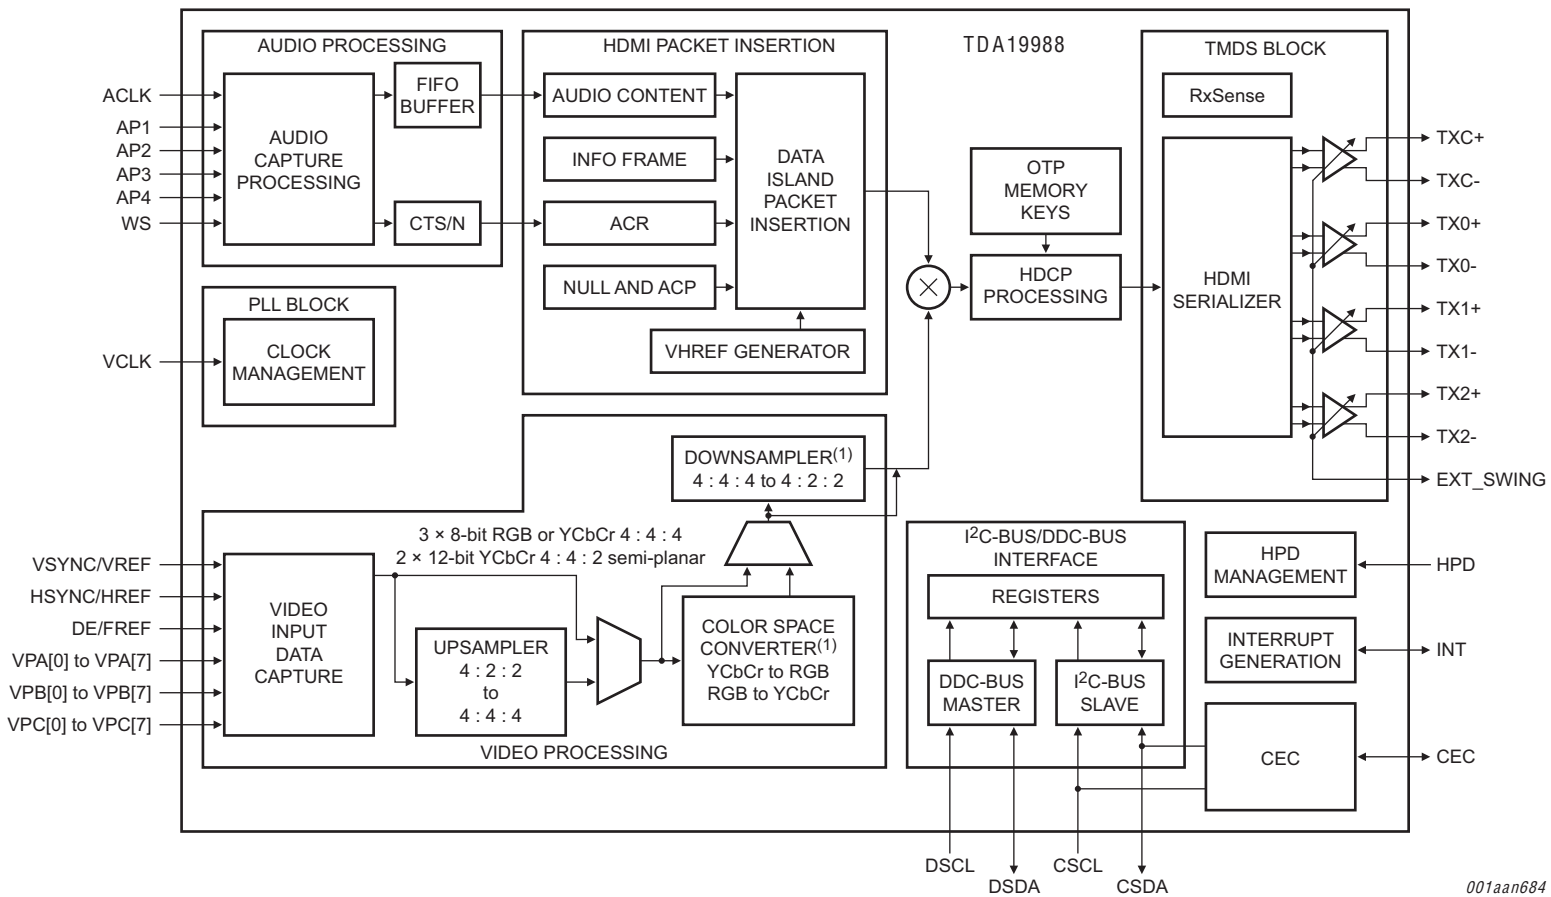 TDA19988
AUDIO PROCESSING
ACLK
AP1
AP2
AP3
AP4
WS
AUDIO
CAPTURE
PROCESSING
FIFO
BUFFER
CTS/N
HDMI PACKET INSERTION
AUDIO CONTENT
INFO FRAME
ACR
NULL AND ACP
DATA
ISLAND
PACKET
INSERTION
VHREF GENERATOR
OTP
MEMORY
KEYS
HDCP
PROCESSING
TMDS BLOCK
RxSense
HDMI
SERIALIZER
TXC+
TXC-
TX0+
TX0-
TX1+
TX1-
TX2+
TX2-
EXT_SWING
PLL BLOCK
VCLK
CLOCK
MANAGEMENT
DOWNSAMPLER(1)
4 : 4 : 4 to 4 : 2 : 2
3 × 8-bit RGB or YCbCr 4 : 4 : 4
2 × 12-bit YCbCr 4 : 4 : 2 semi-planar
VSYNC/VREF
HSYNC/HREF
DE/FREF
VPA[0] to VPA[7]
VPB[0] to VPB[7]
VPC[0] to VPC[7]
VIDEO
INPUT
DATA
CAPTURE
UPSAMPLER
4 : 2 : 2
to
4 : 4 : 4
COLOR SPACE
CONVERTER(1)
YCbCr to RGB
RGB to YCbCr
VIDEO PROCESSING
I2C-BUS/DDC-BUS
INTERFACE
REGISTERS
DDC-BUS
MASTER
I2C-BUS
SLAVE
HPD
MANAGEMENT
HPD
INTERRUPT
GENERATION
INT
CEC
CEC
DSCL
DSDA
CSCL
CSDA
001aan684